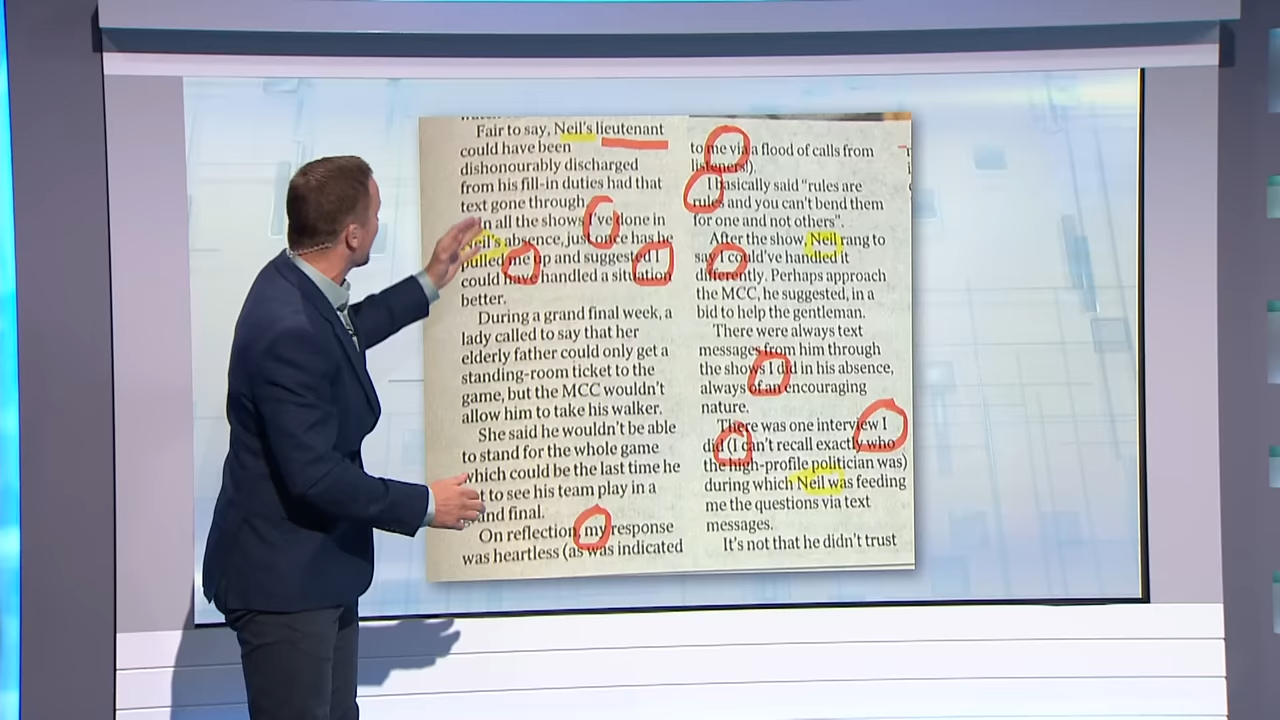 Fair to say, Neil's lieutenant
could have been
dishonourably discharged
from his fill-in duties had that
text gone through.
In all the shows I've done in
Neil's absence, just once has he
pulled me up and suggested I
could have handled a situation
better.
During a grand final week, a
lady called to say that her
elderly father could only get a
standing-room ticket to the
game, but the MCC wouldn't
allow him to take his walker.
She said he wouldn't be able
to stand for the whole game
which could be the last time he
got to see his team play in a
grand final.
On reflection, my response
was heartless (as was indicated
to me via a flood of calls from
listeners!).
I basically said "rules are
rules and you can't bend them
for one and not others".
After the show, Neil rang to
say I could've handled it
differently. Perhaps approach
the MCC, he suggested, in a
bid to help the gentleman.
There were always text
messages from him through
the shows I did in his absence,
always of an encouraging
nature.
There was one interview I
did (I can't recall exactly who
the high-profile politician was)
during which Neil was feeding
me the questions via text
messages.
It's not that he didn't trust